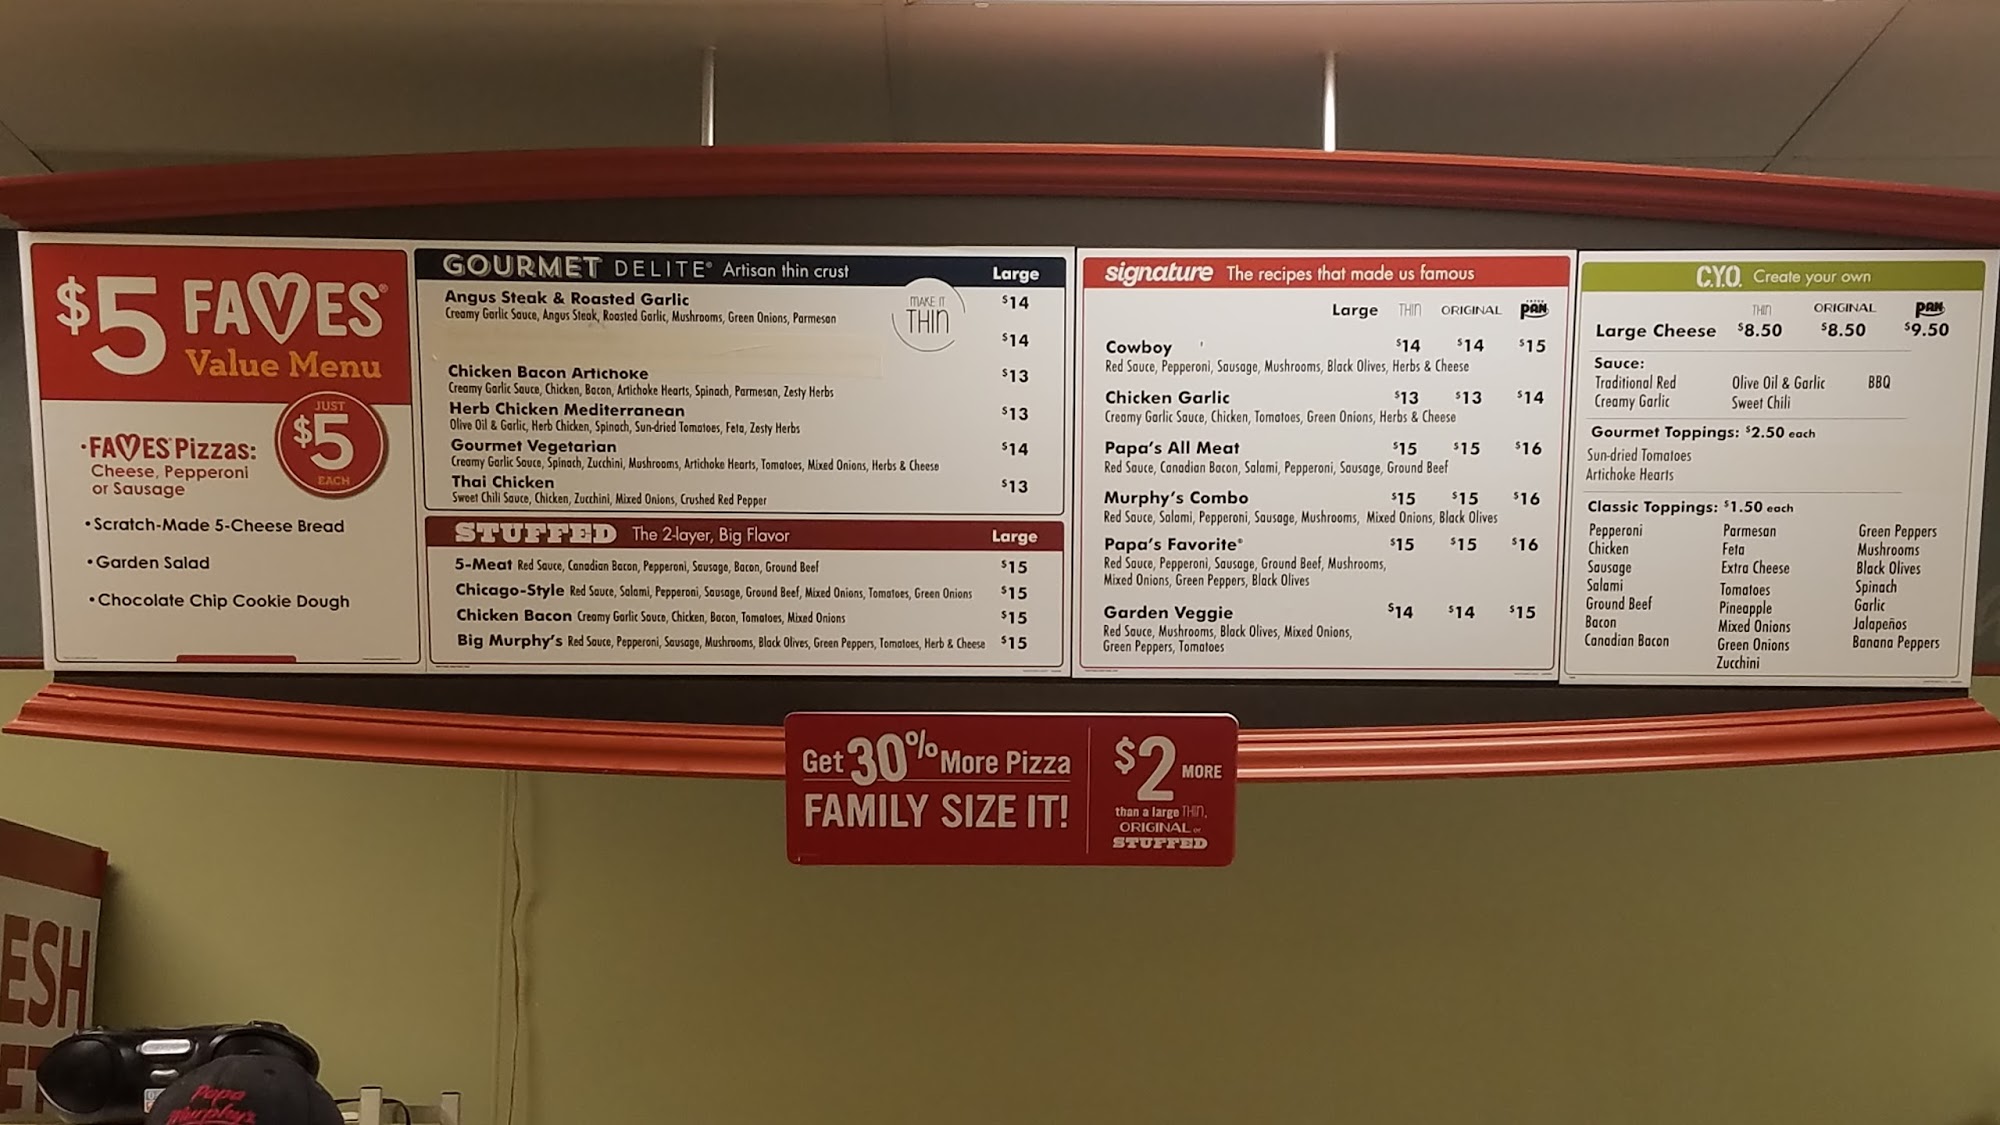 $5 FAVES®
Value Menu
JUST
$5
EACH
•FAVES® Pizzas:
Cheese, Pepperoni
or Sausage
•Scratch-Made 5-Cheese Bread
•Garden Salad
•Chocolate Chip Cookie Dough
GOURMET DELITE® Artisan thin crust Large
MAKE IT
THIN
Angus Steak & Roasted Garlic $14
Creamy Garlic Sauce, Angus Steak, Roasted Garlic, Mushrooms, Green Onions, Parmesan
$14
Chicken Bacon Artichoke $13
Creamy Garlic Sauce, Chicken, Bacon, Artichoke Hearts, Spinach, Parmesan, Zesty Herbs
Herb Chicken Mediterranean $13
Olive Oil & Garlic, Herb Chicken, Spinach, Sun-dried Tomatoes, Feta, Zesty Herbs
Gourmet Vegetarian $14
Creamy Garlic Sauce, Spinach, Zucchini, Mushrooms, Artichoke Hearts, Tomatoes, Mixed Onions, Herbs & Cheese
Thai Chicken $13
Sweet Chili Sauce, Chicken, Zucchini, Mixed Onions, Crushed Red Pepper
STUFFED The 2-layer, Big Flavor Large
5-Meat Red Sauce, Canadian Bacon, Pepperoni, Sausage, Bacon, Ground Beef $15
Chicago-Style Red Sauce, Salami, Pepperoni, Sausage, Ground Beef, Mixed Onions, Tomatoes, Green Onions $15
Chicken Bacon Creamy Garlic Sauce, Chicken, Bacon, Tomatoes, Mixed Onions $15
Big Murphy's Red Sauce, Pepperoni, Sausage, Mushrooms, Black Olives, Green Peppers, Tomatoes, Herb & Cheese $15
signature The recipes that made us famous
Large THIN ORIGINAL PAN
Cowboy $14 $14 $15
Red Sauce, Pepperoni, Sausage, Mushrooms, Black Olives, Herbs & Cheese
Chicken Garlic $13 $13 $14
Creamy Garlic Sauce, Chicken, Tomatoes, Green Onions, Herbs & Cheese
Papa's All Meat $15 $15 $16
Red Sauce, Canadian Bacon, Salami, Pepperoni, Sausage, Ground Beef
Murphy's Combo $15 $15 $16
Red Sauce, Salami, Pepperoni, Sausage, Mushrooms, Mixed Onions, Black Olives
Papa's Favorite® $15 $15 $16
Red Sauce, Pepperoni, Sausage, Ground Beef, Mushrooms,
Mixed Onions, Green Peppers, Black Olives
Garden Veggie $14 $14 $15
Red Sauce, Mushrooms, Black Olives, Mixed Onions,
Green Peppers, Tomatoes
C.Y.O. Create your own
THIN ORIGINAL PAN
Large Cheese $8.50 $8.50 $9.50
Sauce:
Traditional Red Olive Oil & Garlic BBQ
Creamy Garlic Sweet Chili
Gourmet Toppings: $2.50 each
Sun-dried Tomatoes
Artichoke Hearts
Classic Toppings: $1.50 each
Pepperoni Parmesan Green Peppers
Chicken Feta Mushrooms
Sausage Extra Cheese Black Olives
Salami Tomatoes Spinach
Ground Beef Pineapple Garlic
Bacon Mixed Onions Jalapeños
Canadian Bacon Green Onions Banana Peppers
Zucchini
Get 30% More Pizza
FAMILY SIZE IT!
$2 MORE
than a large THIN,
ORIGINAL or
STUFFED
ESH
Papa
Murphy's